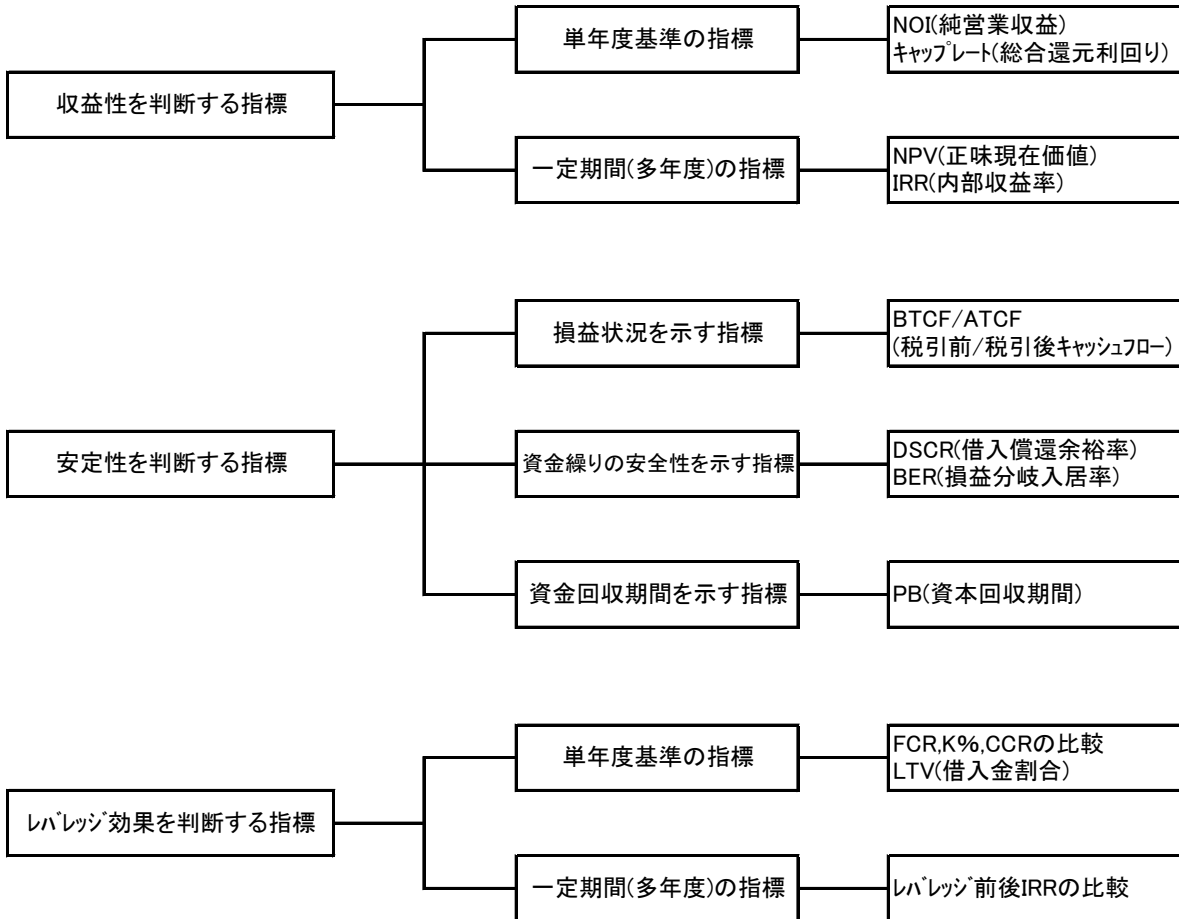 単年度基準の指標
NOI(純営業収益)
ｷｬｯﾌﾟﾚｰﾄ(総合還元利回り)
収益性を判断する指標
一定期間(多年度)の指標
NPV(正味現在価値)
IRR(内部収益率)
損益状況を示す指標
BTCF/ATCF
(税引前/税引後ｷｬｯｼｭﾌﾛｰ)
安定性を判断する指標
資金繰りの安全性を示す指標
DSCR(借入償還余裕率)
BER(損益分岐入居率)
資金回収期間を示す指標
PB(資本回収期間)
単年度基準の指標
FCR,K%,CCRの比較
LTV(借入金割合)
ﾚﾊﾞﾚｯｼﾞ効果を判断する指標
一定期間(多年度)の指標
ﾚﾊﾞﾚｯｼﾞ前後IRRの比較